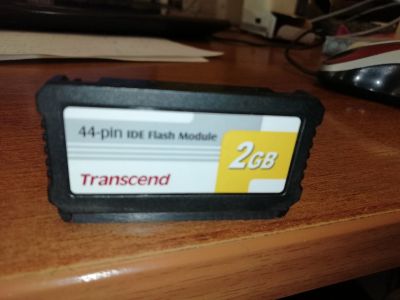 44-pin IDE Flash Module
2GB
Transcend